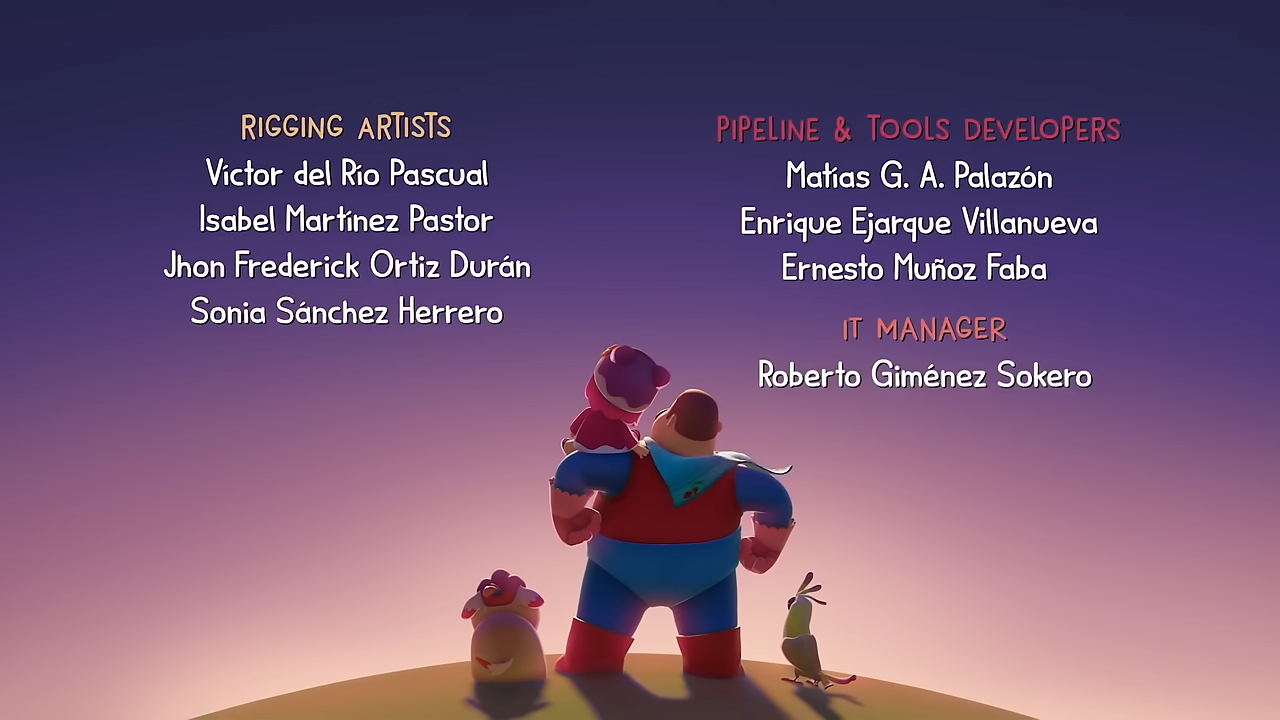 RIGGING ARTISTS
Víctor del Río Pascual
Isabel Martínez Pastor
Jhon Frederick Ortiz Durán
Sonia Sánchez Herrero
PIPELINE & TOOLS DEVELOPERS
Matías G. A. Palazón
Enrique Ejarque Villanueva
Ernesto Muñoz Faba
IT MANAGER
Roberto Giménez Sokero